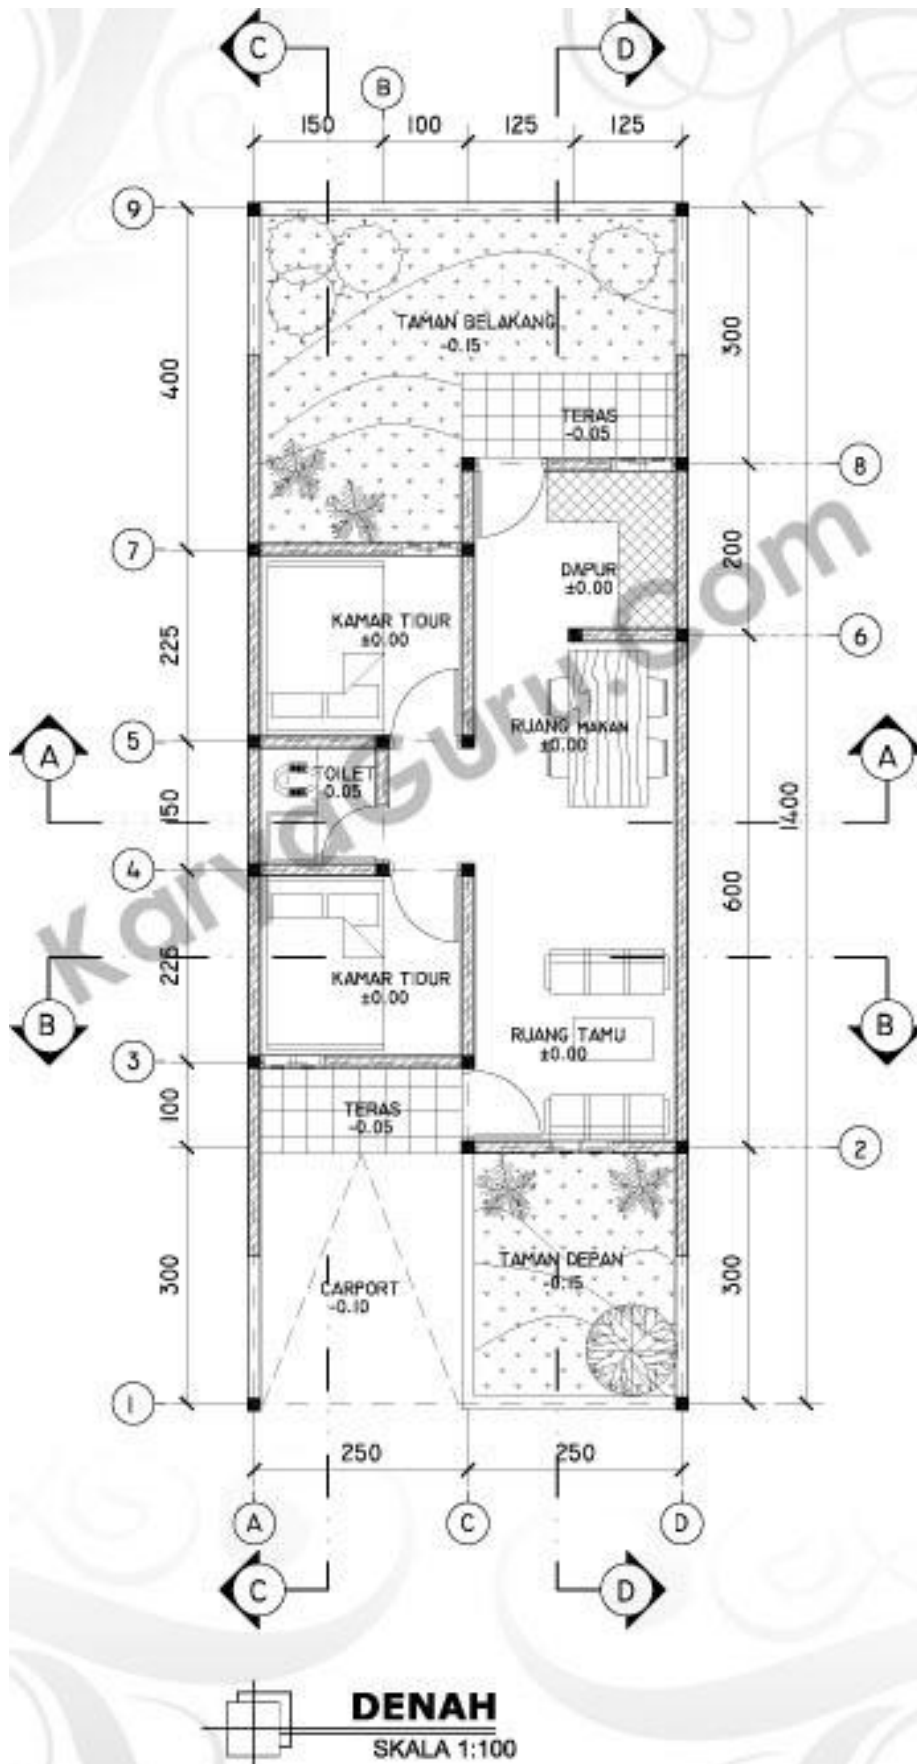 C
D
B
150
100
125
125
9
TAMAN BELAKANG
-0.15
300
400
TERAS
-0.05
8
7
DAPUR
±0.00
200
KAMAR TIDUR
±0.00
225
6
5
RUANG MAKAN
±0.00
A
A
TOILET
-0.05
150
1400
4
600
KaryaGuru.Com
225
KAMAR TIDUR
±0.00
B
B
RUANG TAMU
±0.00
3
100
TERAS
-0.05
2
TAMAN DEPAN
-0.15
300
CARPORT
-0.10
300
1
250
250
A
C
D
C
D
DENAH
SKALA 1:100